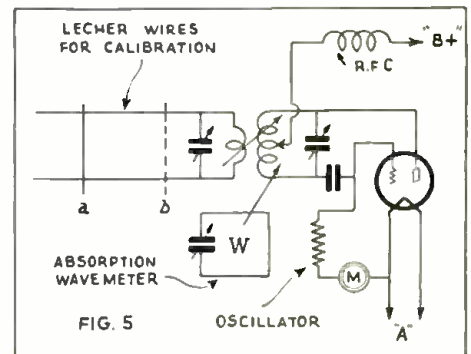 LECHER WIRES
FOR CALIBRATION
"B+"
R.F C
a
b
W
ABSORPTION
WAVEMETER
M
FIG. 5
OSCILLATOR
"A"